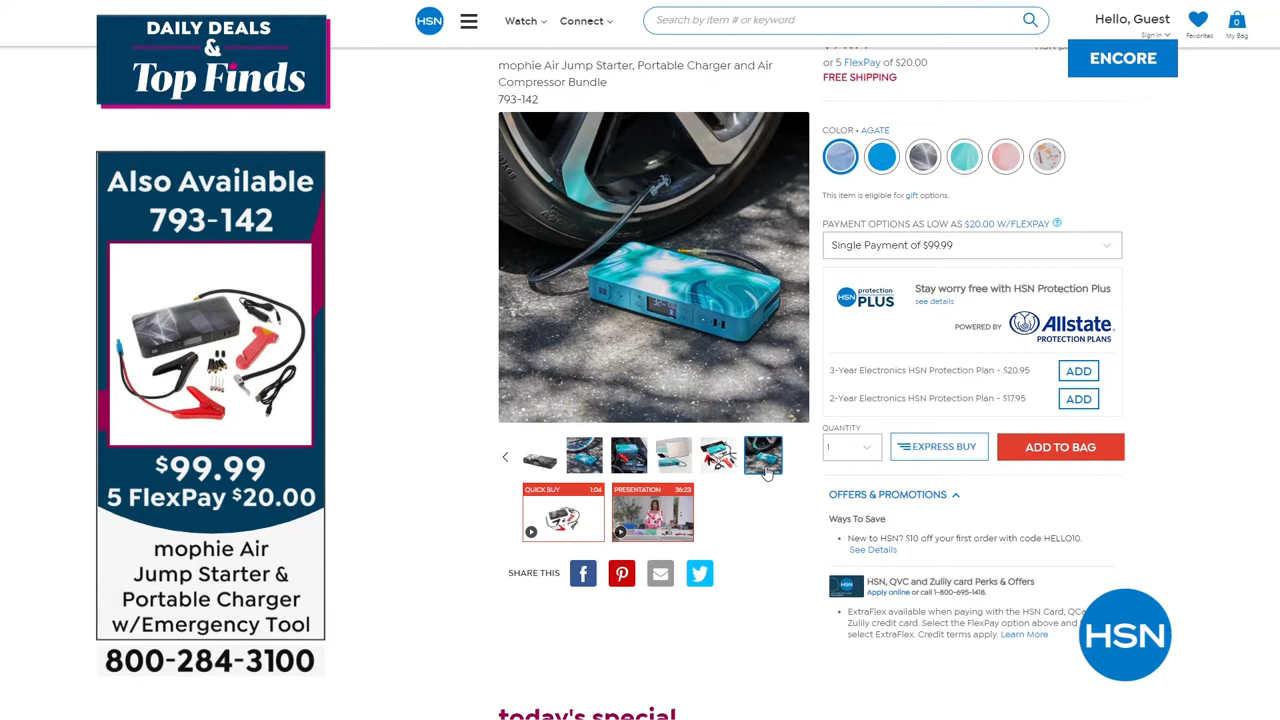 DAILY DEALS
&
Top Finds
Also Available
793-142
$99.99
5 FlexPay $20.00
mophie Air
Jump Starter &
Portable Charger
w/Emergency Tool
800-284-3100
HSN
Watch
Connect
Search by item # or keyword
Hello, Guest
Sign In
Favorites
0
My Bag
ENCORE
mophie Air Jump Starter, Portable Charger and Air
Compressor Bundle
793-142
or 5 FlexPay of $20.00
FREE SHIPPING
COLOR • AGATE
This item is eligible for gift options.
PAYMENT OPTIONS AS LOW AS $20.00 W/FLEXPAY
Single Payment of $99.99
HSN protection PLUS
Stay worry free with HSN Protection Plus
see details
POWERED BY Allstate
PROTECTION PLANS
3-Year Electronics HSN Protection Plan - $20.95 ADD
2-Year Electronics HSN Protection Plan - $17.95 ADD
QUANTITY
1
EXPRESS BUY
ADD TO BAG
QUICK BUY 1:04
PRESENTATION 36:23
SHARE THIS
OFFERS & PROMOTIONS
Ways To Save
• New to HSN? $10 off your first order with code HELLO10.
See Details
HSN, QVC and Zulily card Perks & Offers
Apply online or call 1-800-695-1418.
• ExtraFlex available when paying with the HSN Card, QCa
Zulily credit card. Select the FlexPay option above and
select ExtraFlex. Credit terms apply. Learn More
HSN
today's special